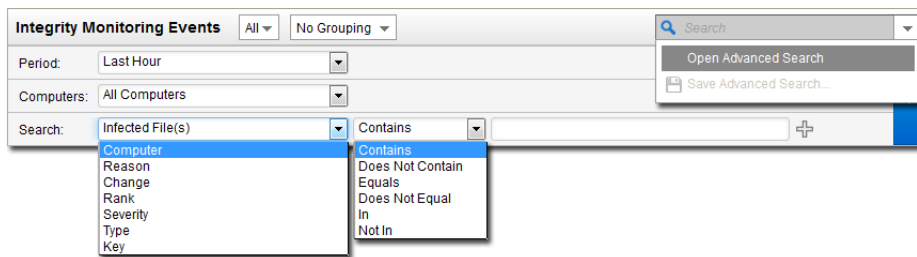 Integrity Monitoring Events All No Grouping Search
Open Advanced Search
Save Advanced Search...
Period: Last Hour
Computers: All Computers
Search: Infected File(s) Contains
Computer
Reason
Change
Rank
Severity
Type
Key
Contains
Does Not Contain
Equals
Does Not Equal
In
Not In